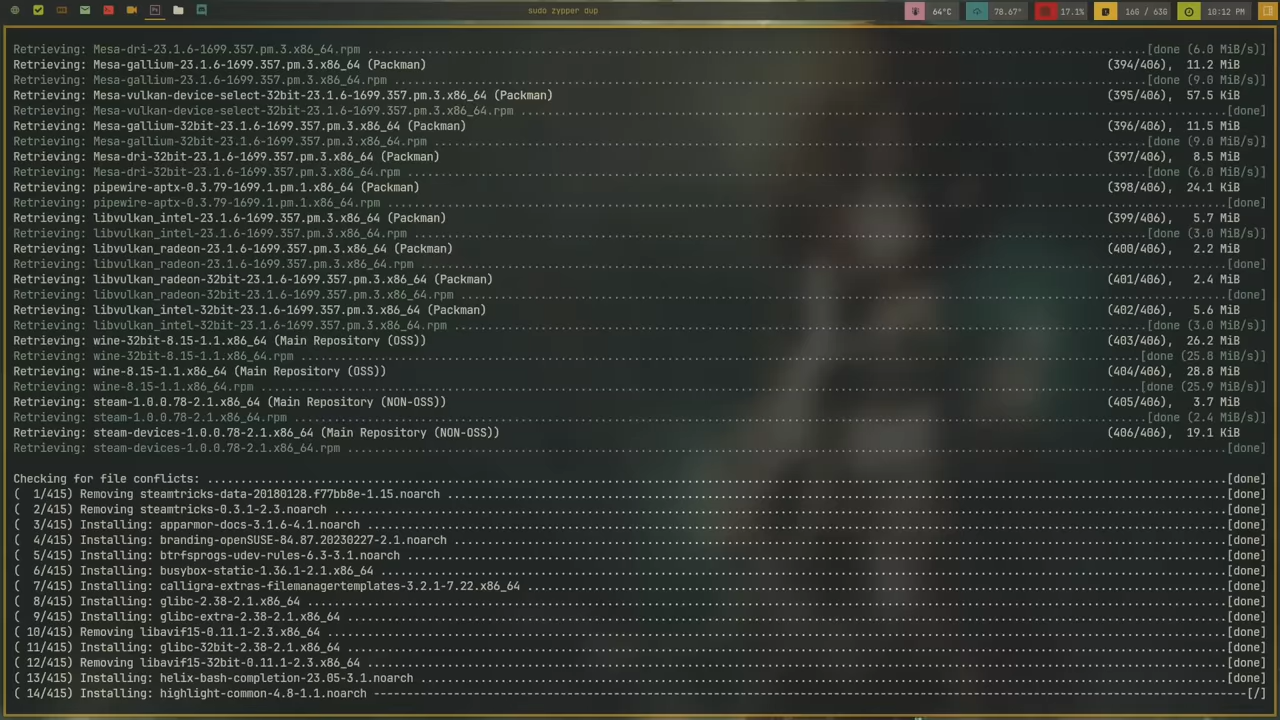 sudo zypper dup
64°C
78.67°
17.1%
16G / 63G
10:12 PM
Retrieving: Mesa-dri-23.1.6-1699.357.pm.3.x86_64.rpm [done (6.0 MiB/s)]
Retrieving: Mesa-gallium-23.1.6-1699.357.pm.3.x86_64 (Packman) (394/406), 11.2 MiB
Retrieving: Mesa-gallium-23.1.6-1699.357.pm.3.x86_64.rpm [done (9.0 MiB/s)]
Retrieving: Mesa-vulkan-device-select-32bit-23.1.6-1699.357.pm.3.x86_64 (Packman) (395/406), 57.5 KiB
Retrieving: Mesa-vulkan-device-select-32bit-23.1.6-1699.357.pm.3.x86_64.rpm [done]
Retrieving: Mesa-gallium-32bit-23.1.6-1699.357.pm.3.x86_64 (Packman) (396/406), 11.5 MiB
Retrieving: Mesa-gallium-32bit-23.1.6-1699.357.pm.3.x86_64.rpm [done (9.0 MiB/s)]
Retrieving: Mesa-dri-32bit-23.1.6-1699.357.pm.3.x86_64 (Packman) (397/406), 8.5 MiB
Retrieving: Mesa-dri-32bit-23.1.6-1699.357.pm.3.x86_64.rpm [done (6.0 MiB/s)]
Retrieving: pipewire-aptx-0.3.79-1699.1.pm.1.x86_64 (Packman) (398/406), 24.1 KiB
Retrieving: pipewire-aptx-0.3.79-1699.1.pm.1.x86_64.rpm [done]
Retrieving: libvulkan_intel-23.1.6-1699.357.pm.3.x86_64 (Packman) (399/406), 5.7 MiB
Retrieving: libvulkan_intel-23.1.6-1699.357.pm.3.x86_64.rpm [done (3.0 MiB/s)]
Retrieving: libvulkan_radeon-23.1.6-1699.357.pm.3.x86_64 (Packman) (400/406), 2.2 MiB
Retrieving: libvulkan_radeon-23.1.6-1699.357.pm.3.x86_64.rpm [done]
Retrieving: libvulkan_radeon-32bit-23.1.6-1699.357.pm.3.x86_64 (Packman) (401/406), 2.4 MiB
Retrieving: libvulkan_radeon-32bit-23.1.6-1699.357.pm.3.x86_64.rpm [done]
Retrieving: libvulkan_intel-32bit-23.1.6-1699.357.pm.3.x86_64 (Packman) (402/406), 5.6 MiB
Retrieving: libvulkan_intel-32bit-23.1.6-1699.357.pm.3.x86_64.rpm [done (3.0 MiB/s)]
Retrieving: wine-32bit-8.15-1.1.x86_64 (Main Repository (OSS)) (403/406), 26.2 MiB
Retrieving: wine-32bit-8.15-1.1.x86_64.rpm [done (25.8 MiB/s)]
Retrieving: wine-8.15-1.1.x86_64 (Main Repository (OSS)) (404/406), 28.8 MiB
Retrieving: wine-8.15-1.1.x86_64.rpm [done (25.9 MiB/s)]
Retrieving: steam-1.0.0.78-2.1.x86_64 (Main Repository (NON-OSS)) (405/406), 3.7 MiB
Retrieving: steam-1.0.0.78-2.1.x86_64.rpm [done (2.4 MiB/s)]
Retrieving: steam-devices-1.0.0.78-2.1.x86_64 (Main Repository (NON-OSS)) (406/406), 19.1 KiB
Retrieving: steam-devices-1.0.0.78-2.1.x86_64.rpm [done]
Checking for file conflicts: [done]
( 1/415) Removing steamtricks-data-20180128.f77bb8e-1.15.noarch [done]
( 2/415) Removing steamtricks-0.3.1-2.3.noarch [done]
( 3/415) Installing: apparmor-docs-3.1.6-4.1.noarch [done]
( 4/415) Installing: branding-openSUSE-84.87.20230227-2.1.noarch [done]
( 5/415) Installing: btrfsprogs-udev-rules-6.3-3.1.noarch [done]
( 6/415) Installing: busybox-static-1.36.1-2.1.x86_64 [done]
( 7/415) Installing: calligra-extras-filemanagertemplates-3.2.1-7.22.x86_64 [done]
( 8/415) Installing: glibc-2.38-2.1.x86_64 [done]
( 9/415) Installing: glibc-extra-2.38-2.1.x86_64 [done]
( 10/415) Removing libavif15-0.11.1-2.3.x86_64 [done]
( 11/415) Installing: glibc-32bit-2.38-2.1.x86_64 [done]
( 12/415) Removing libavif15-32bit-0.11.1-2.3.x86_64 [done]
( 13/415) Installing: helix-bash-completion-23.05-3.1.noarch [done]
( 14/415) Installing: highlight-common-4.8-1.1.noarch [/]